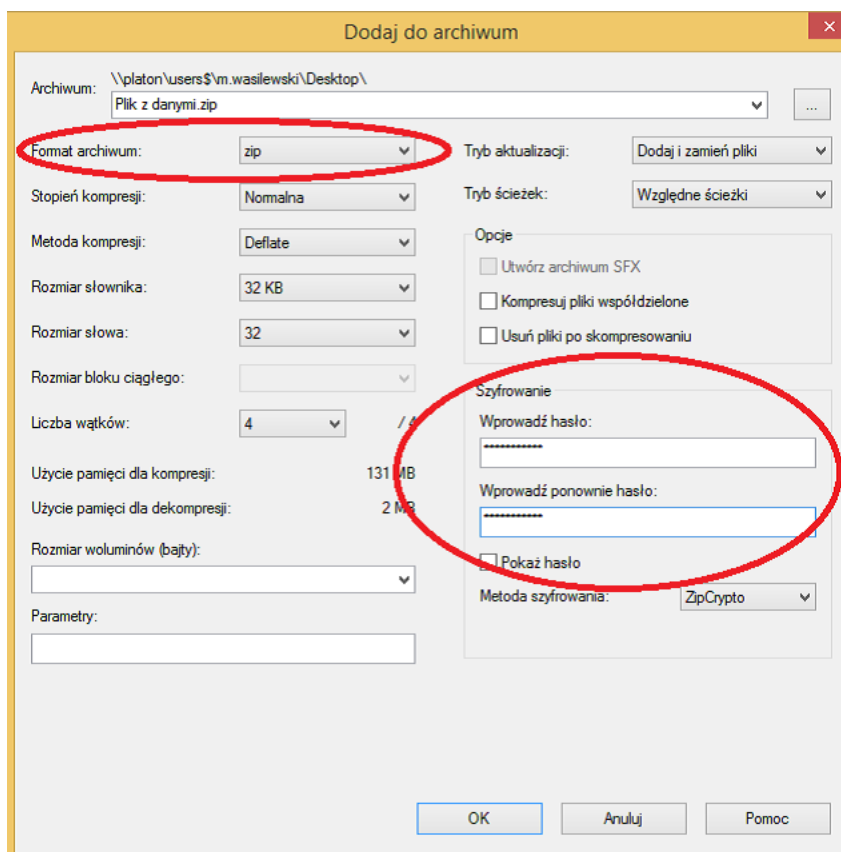 Dodaj do archiwum
Archiwum:
\\platon\users$\m.wasilewski\Desktop\
Plik z danymi.zip
...
Format archiwum:
zip
Stopień kompresji:
Normalna
Metoda kompresji:
Deflate
Rozmiar słownika:
32 KB
Rozmiar słowa:
32
Rozmiar bloku ciągłego:
Liczba wątków:
4
/ 4
Użycie pamięci dla kompresji:
131 MB
Użycie pamięci dla dekompresji:
2 MB
Rozmiar woluminów (bajty):
Parametry:
Tryb aktualizacji:
Dodaj i zamień pliki
Tryb ścieżek:
Względne ścieżki
Opcje
Utwórz archiwum SFX
Kompresuj pliki współdzielone
Usuń pliki po skompresowaniu
Szyfrowanie
Wprowadź hasło:
***********
Wprowadź ponownie hasło:
***********
Pokaż hasło
Metoda szyfrowania:
ZipCrypto
OK
Anuluj
Pomoc